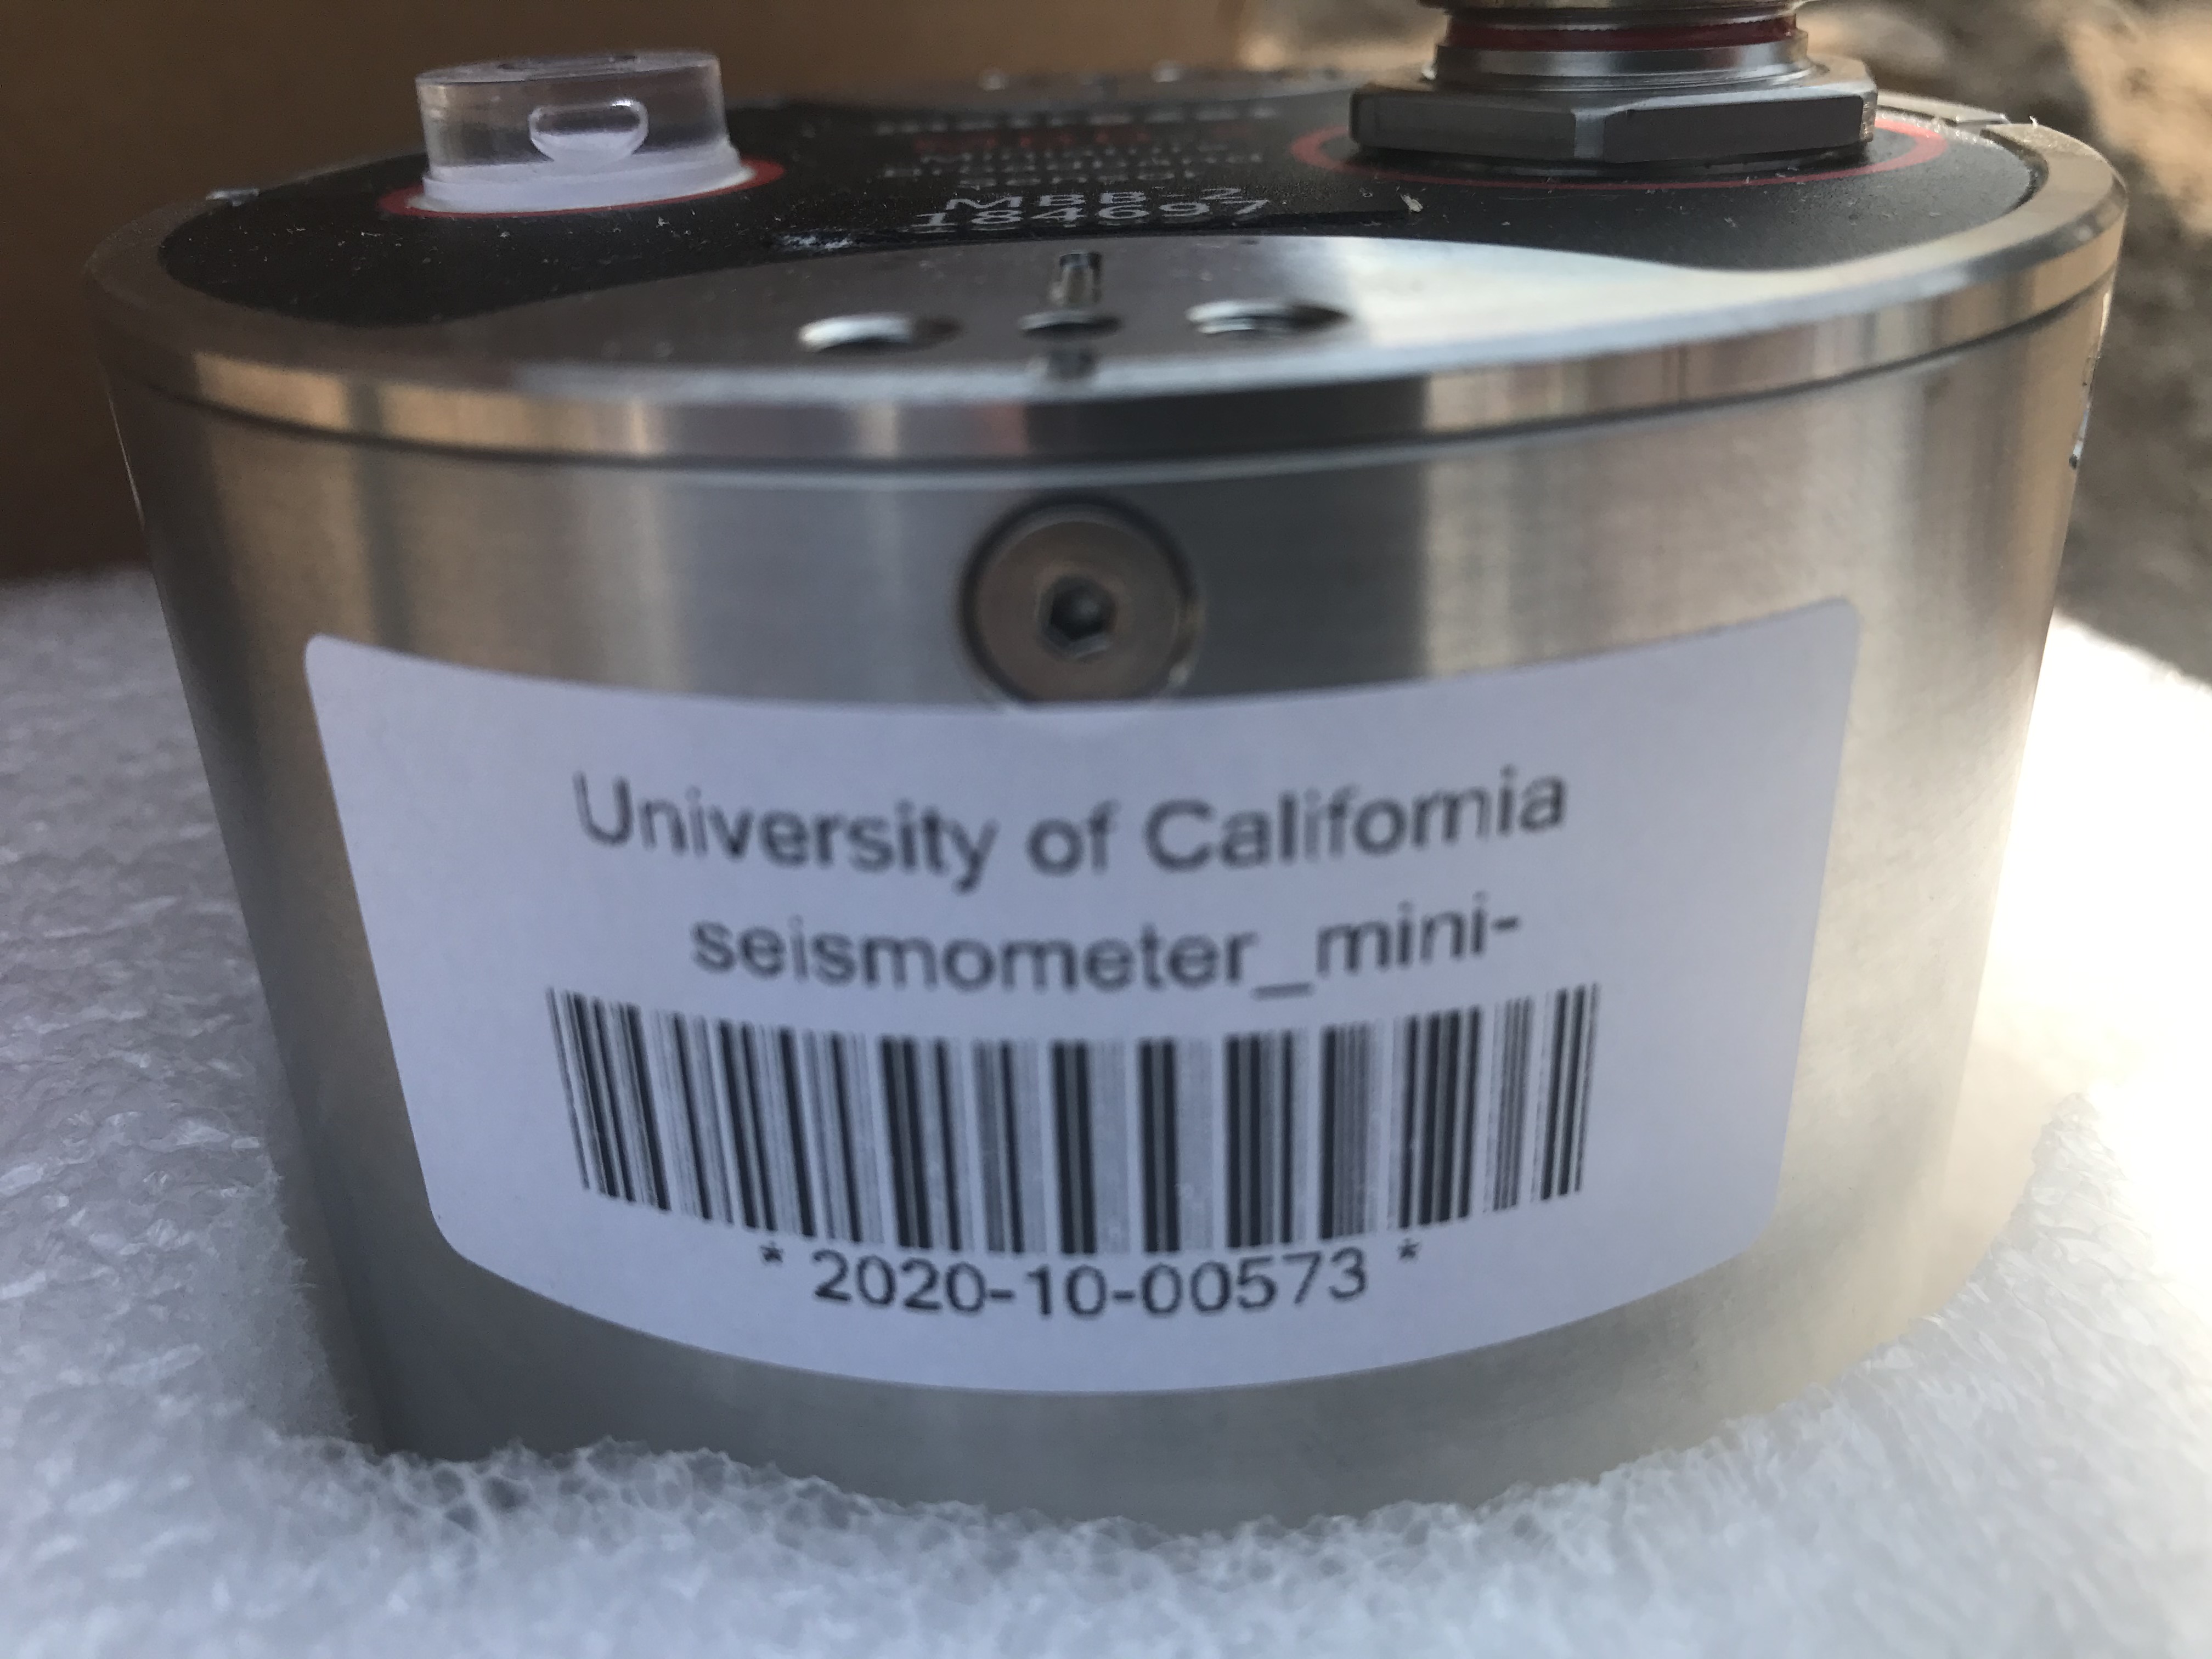 MBB-2
184697
University of California
seismometer_mini-
* 2020-10-00573 *